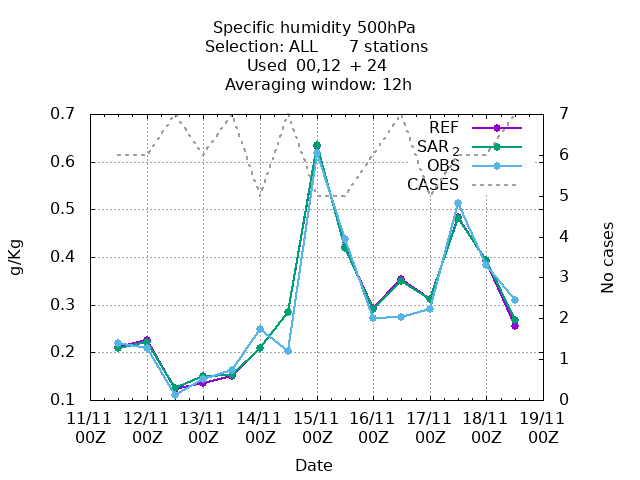 Specific humidity 500hPa
Selection: ALL 7 stations
Used 00,12 + 24
Averaging window: 12h
0.7
0.6
0.5
0.4
0.3
0.2
0.1
g/Kg
7
6
5
4
3
2
1
0
No cases
REF
SAR 2
OBS
CASES
11/11 12/11 13/11 14/11 15/11 16/11 17/11 18/11 19/11
00Z 00Z 00Z 00Z 00Z 00Z 00Z 00Z 00Z
Date